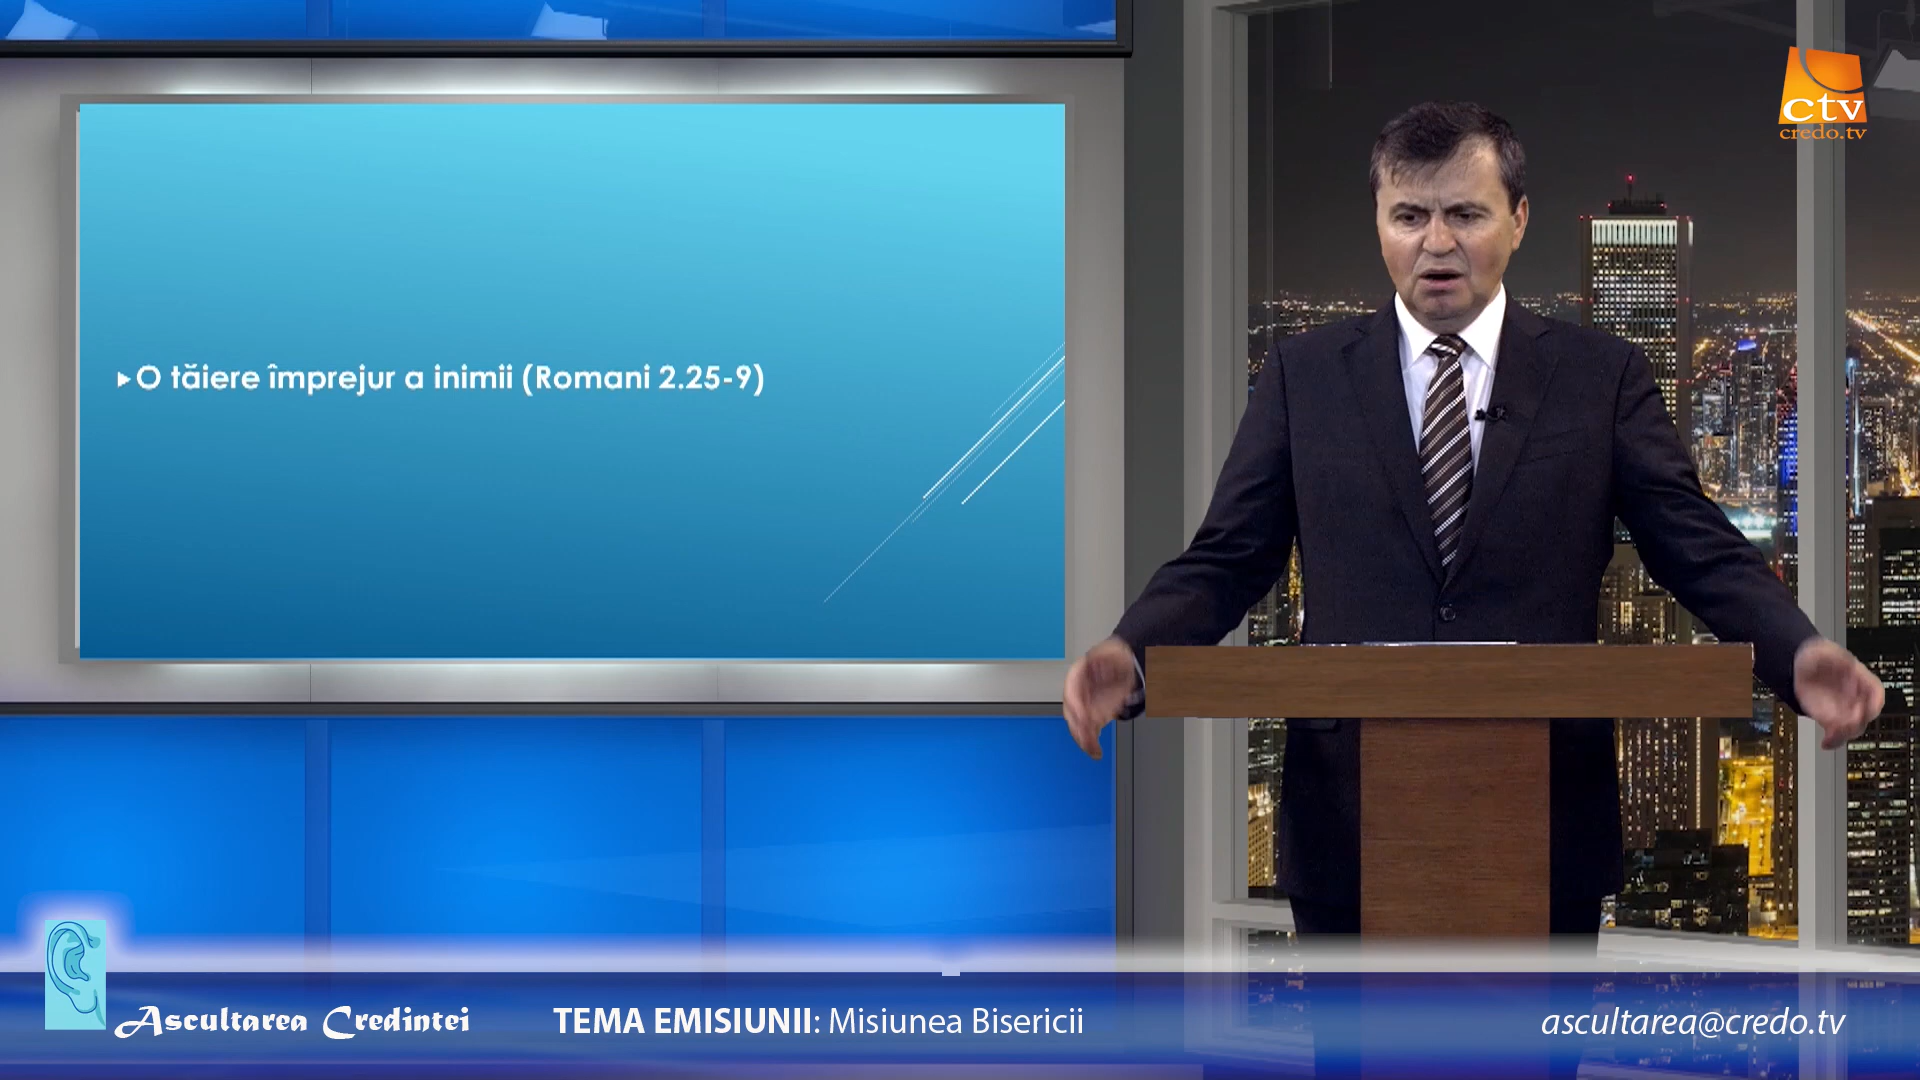 ctv
credo.tv
O tăiere împrejur a inimii (Romani 2.25-9)
Ascultarea Credintei
TEMA EMISIUNII: Misiunea Bisericii
ascultarea@credo.tv